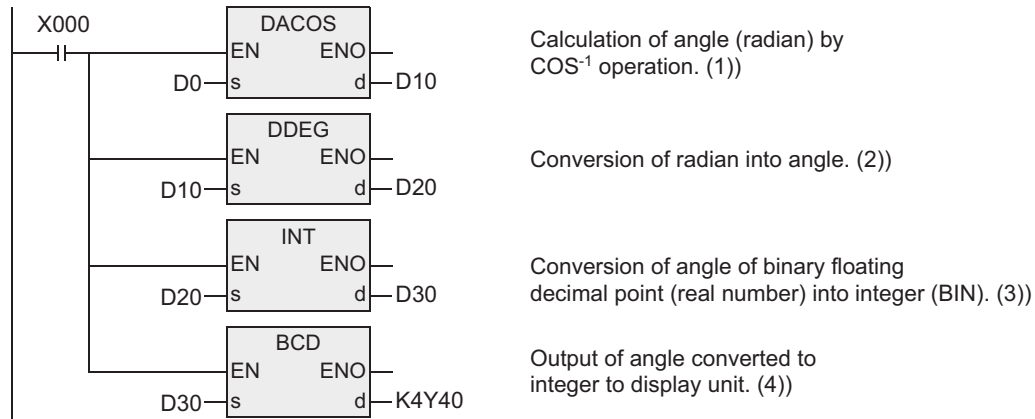 X000
DACOS
EN ENO
D0 s d D10
Calculation of angle (radian) by
COS-1 operation. (1))
DDEG
EN ENO
D10 s d D20
Conversion of radian into angle. (2))
INT
EN ENO
D20 s d D30
Conversion of angle of binary floating
decimal point (real number) into integer (BIN). (3))
BCD
EN ENO
D30 s d K4Y40
Output of angle converted to
integer to display unit. (4))